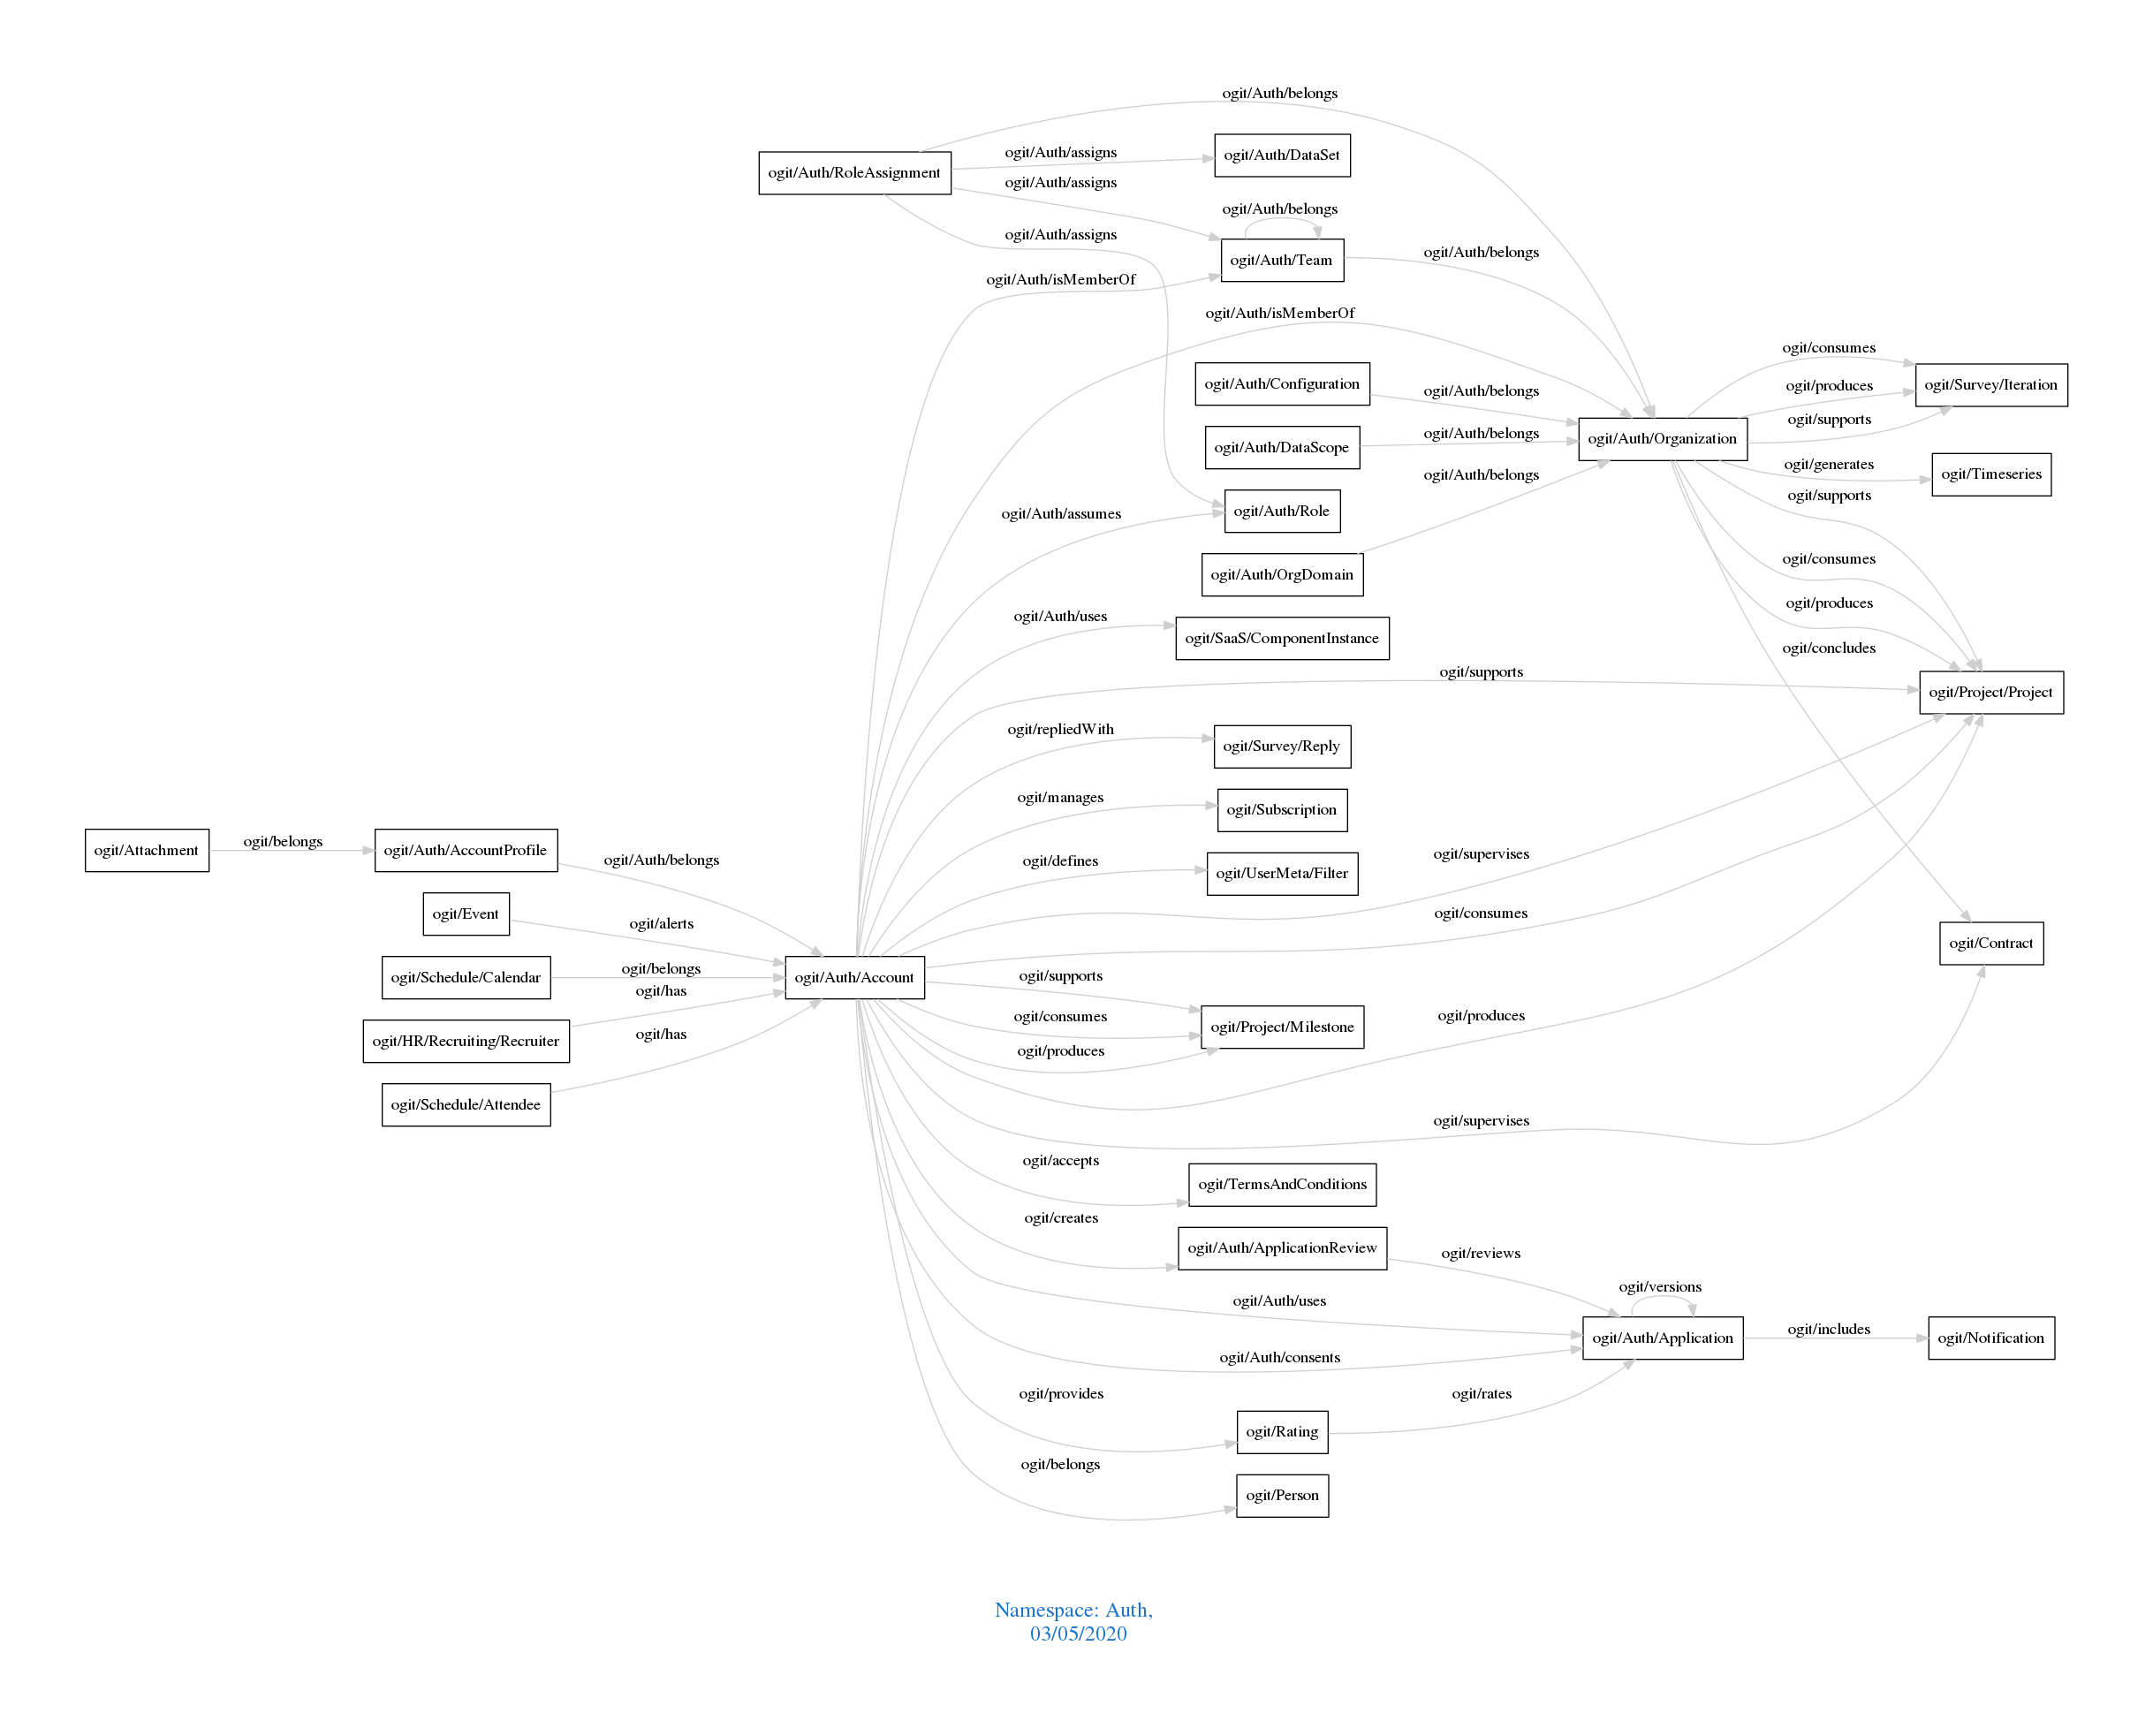 ogit/Auth/belongs
ogit/Auth/assigns
ogit/Auth/DataSet
ogit/Auth/RoleAssignment
ogit/Auth/assigns
ogit/Auth/belongs
ogit/Auth/assigns
ogit/Auth/Team
ogit/Auth/belongs
ogit/Auth/isMemberOf
ogit/Auth/isMemberOf
ogit/consumes
ogit/Auth/Configuration
ogit/Auth/belongs
ogit/produces
ogit/Survey/Iteration
ogit/supports
ogit/Auth/DataScope
ogit/Auth/belongs
ogit/Auth/Organization
ogit/Auth/belongs
ogit/generates
ogit/Timeseries
ogit/supports
ogit/Auth/assumes
ogit/Auth/Role
ogit/consumes
ogit/Auth/OrgDomain
ogit/produces
ogit/Auth/uses
ogit/SaaS/ComponentInstance
ogit/concludes
ogit/supports
ogit/Project/Project
ogit/repliedWith
ogit/Survey/Reply
ogit/manages
ogit/Subscription
ogit/Attachment
ogit/belongs
ogit/Auth/AccountProfile
ogit/Auth/belongs
ogit/defines
ogit/UserMeta/Filter
ogit/supervises
ogit/Event
ogit/alerts
ogit/consumes
ogit/Contract
ogit/Schedule/Calendar
ogit/belongs
ogit/Auth/Account
ogit/supports
ogit/has
ogit/HR/Recruiting/Recruiter
ogit/has
ogit/consumes
ogit/Project/Milestone
ogit/produces
ogit/produces
ogit/Schedule/Attendee
ogit/supervises
ogit/accepts
ogit/TermsAndConditions
ogit/creates
ogit/Auth/ApplicationReview
ogit/reviews
ogit/versions
ogit/Auth/uses
ogit/Auth/Application
ogit/includes
ogit/Notification
ogit/Auth/consents
ogit/provides
ogit/rates
ogit/Rating
ogit/belongs
ogit/Person
Namespace: Auth,
03/05/2020